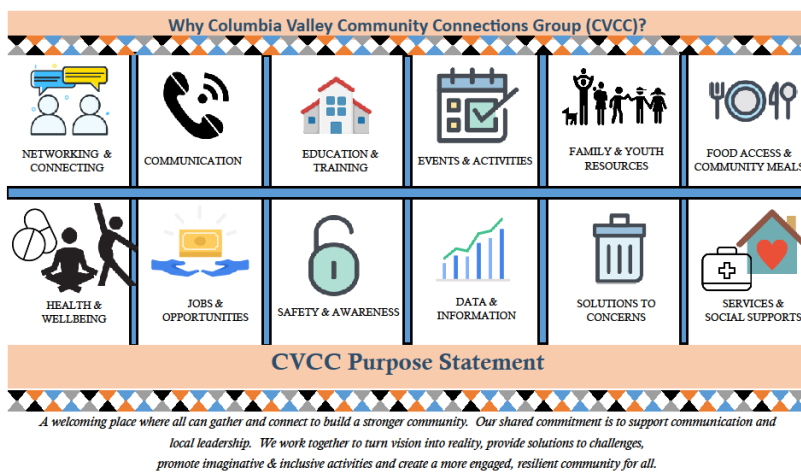 Why Columbia Valley Community Connections Group (CVCC)?
NETWORKING &
CONNECTING
COMMUNICATION
EDUCATION &
TRAINING
EVENTS & ACTIVITIES
FAMILY & YOUTH
RESOURCES
FOOD ACCESS &
COMMUNITY MEALS
HEALTH &
WELLBEING
JOBS &
OPPORTUNITIES
SAFETY & AWARENESS
DATA &
INFORMATION
SOLUTIONS TO
CONCERNS
SERVICES &
SOCIAL SUPPORTS
CVCC Purpose Statement
A welcoming place where all can gather and connect to build a stronger community.  Our shared commitment is to support communication and
local leadership.  We work together to turn vision into reality, provide solutions to challenges,
promote imaginative & inclusive activities and create a more engaged, resilient community for all.